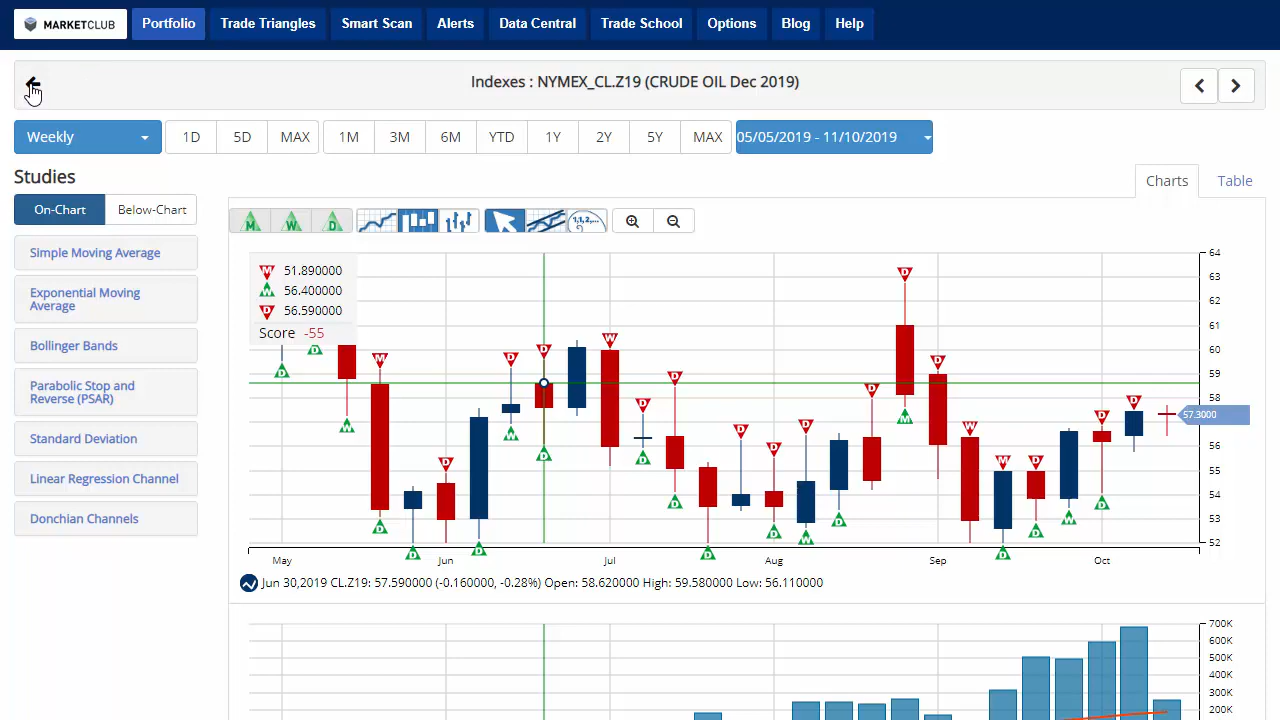 MARKETCLUB Portfolio Trade Triangles Smart Scan Alerts Data Central Trade School Options Blog Help
Indexes : NYMEX_CL.Z19 (CRUDE OIL Dec 2019)
Weekly 1D 5D MAX 1M 3M 6M YTD 1Y 2Y 5Y MAX 05/05/2019 - 11/10/2019
Studies
Charts Table
On-Chart Below-Chart
M W D
Simple Moving Average
Exponential Moving
Average
Bollinger Bands
Parabolic Stop and
Reverse (PSAR)
Standard Deviation
Linear Regression Channel
Donchian Channels
M 51.890000
W 56.400000
D 56.590000
Score -55
64
63
62
61
60
59
58
57.3000
56
55
54
53
52
May Jun Jul Aug Sep Oct
Jun 30,2019 CL.Z19: 57.590000 (-0.160000, -0.28%) Open: 58.620000 High: 59.580000 Low: 56.110000
700K
600K
500K
400K
300K
200K